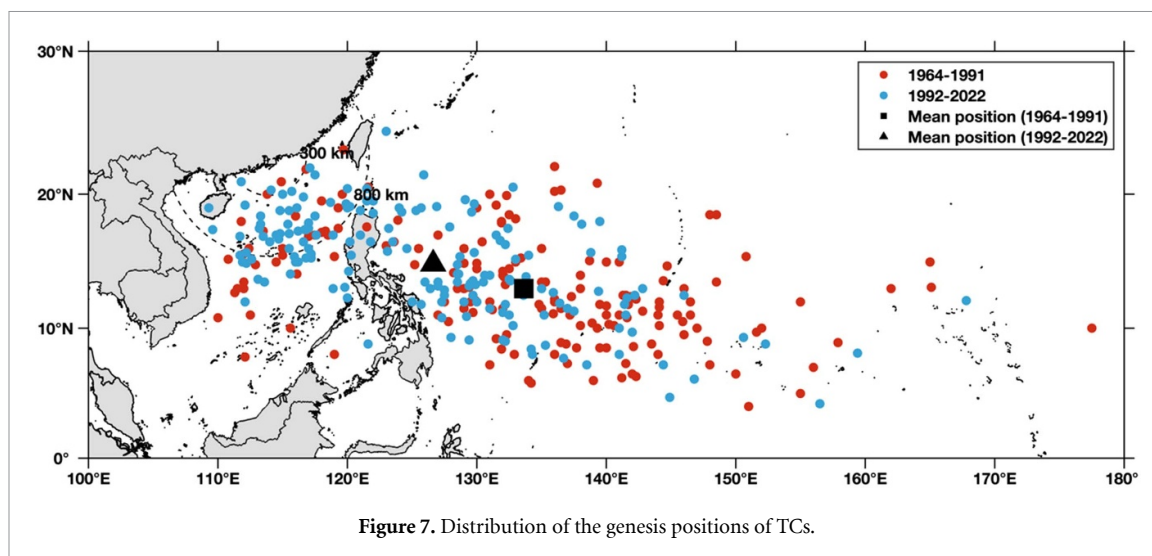 30°N
20°N
10°N
0°
100°E 110°E 120°E 130°E 140°E 150°E 160°E 170°E 180°
300 km
800 km
1964-1991
1992-2022
Mean position (1964-1991)
Mean position (1992-2022)
Figure 7. Distribution of the genesis positions of TCs.